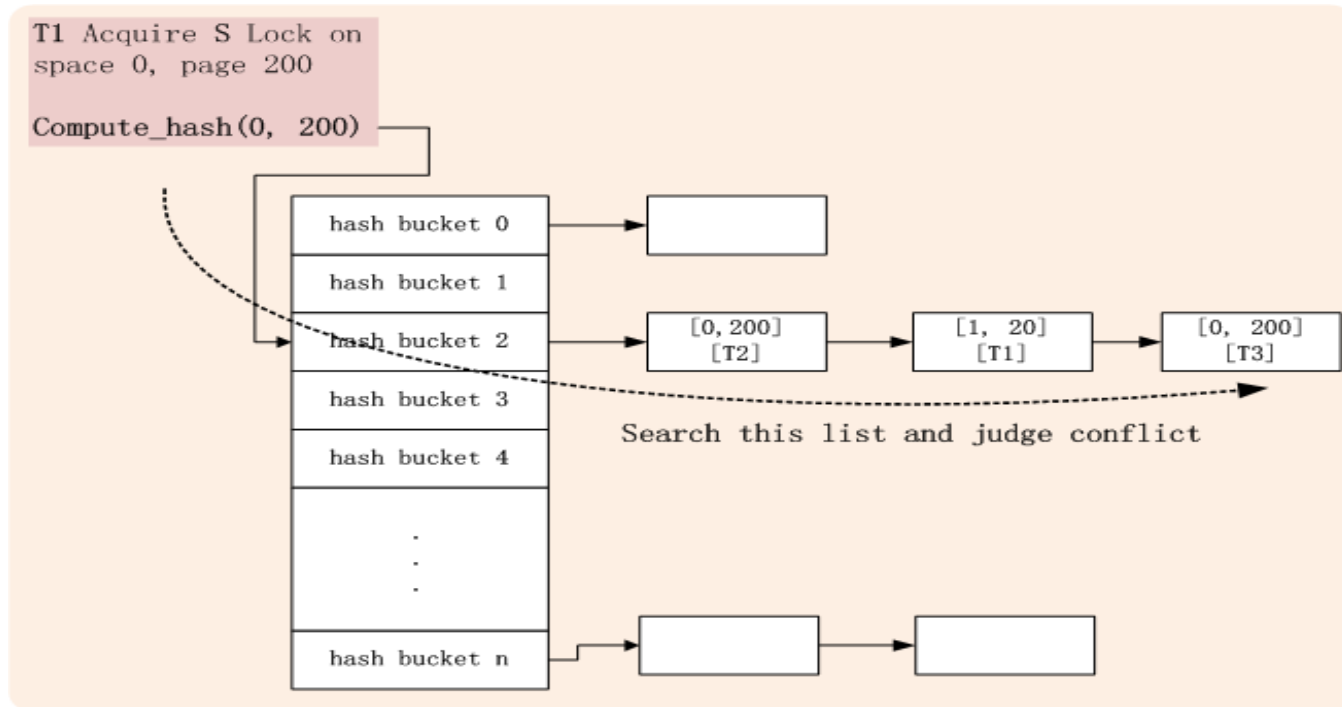 T1 Acquire S Lock on
space 0, page 200
Compute_hash(0, 200)
hash bucket 0
hash bucket 1
hash bucket 2
[0,200]
[T2]
[1, 20]
[T1]
[0, 200]
[T3]
hash bucket 3
Search this list and judge conflict
hash bucket 4
.
.
.
hash bucket n